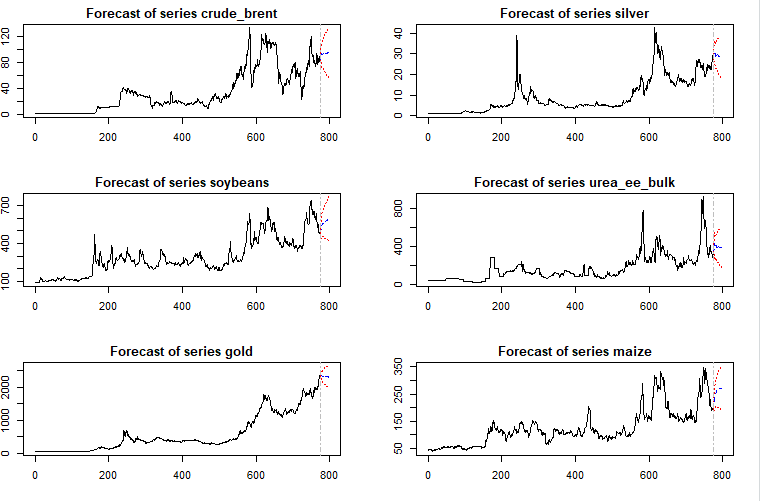 Forecast of series crude_brent
120
80
40
0
0 200 400 600 800
Forecast of series silver
40
30
20
10
0
0 200 400 600 800
Forecast of series soybeans
700
400
100
0 200 400 600 800
Forecast of series urea_ee_bulk
800
400
0
0 200 400 600 800
Forecast of series gold
2000
1000
0
0 200 400 600 800
Forecast of series maize
350
250
150
50
0 200 400 600 800